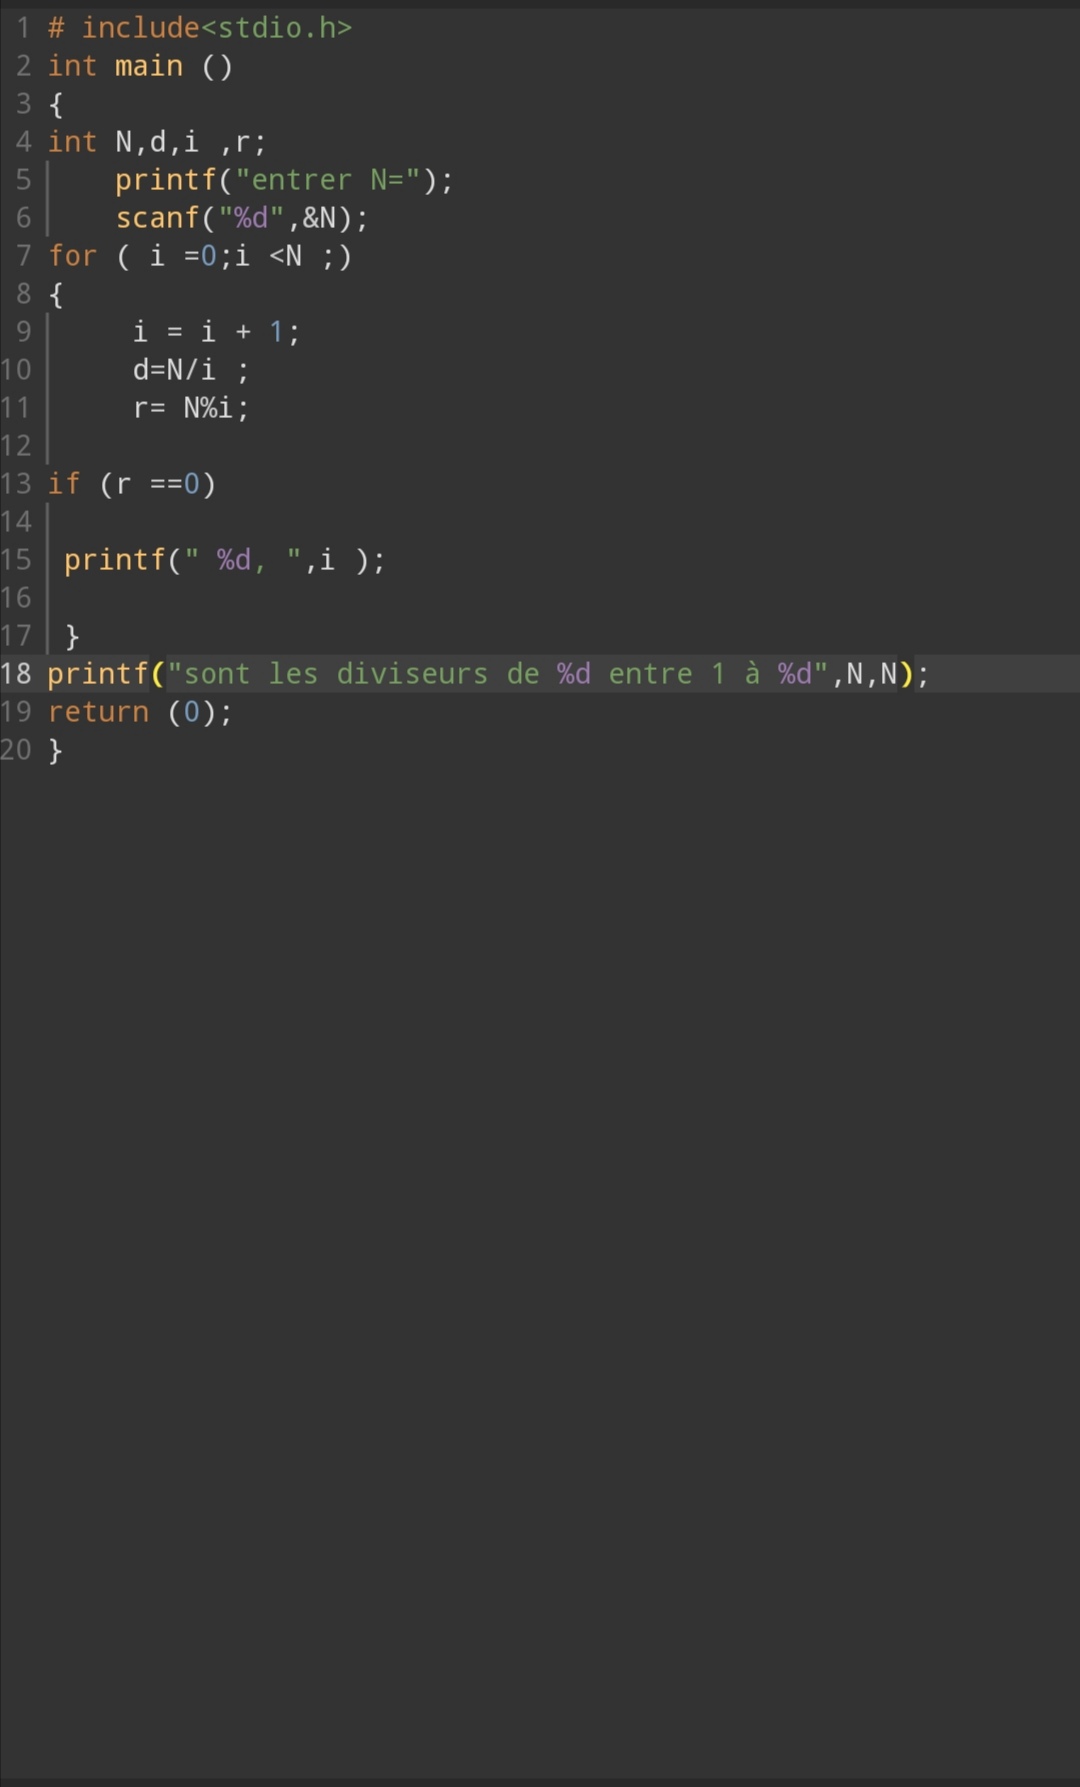 1 # include<stdio.h>
2 int main ()
3 {
4 int N,d,i ,r;
5     printf("entrer N=");
6     scanf("%d",&N);
7 for ( i =0;i <N ;)
8 {
9      i = i + 1;
10      d=N/i ;
11      r= N%i;
12
13 if (r ==0)
14
15  printf(" %d, ",i );
16
17  }
18 printf("sont les diviseurs de %d entre 1 à %d",N,N);
19 return (0);
20 }